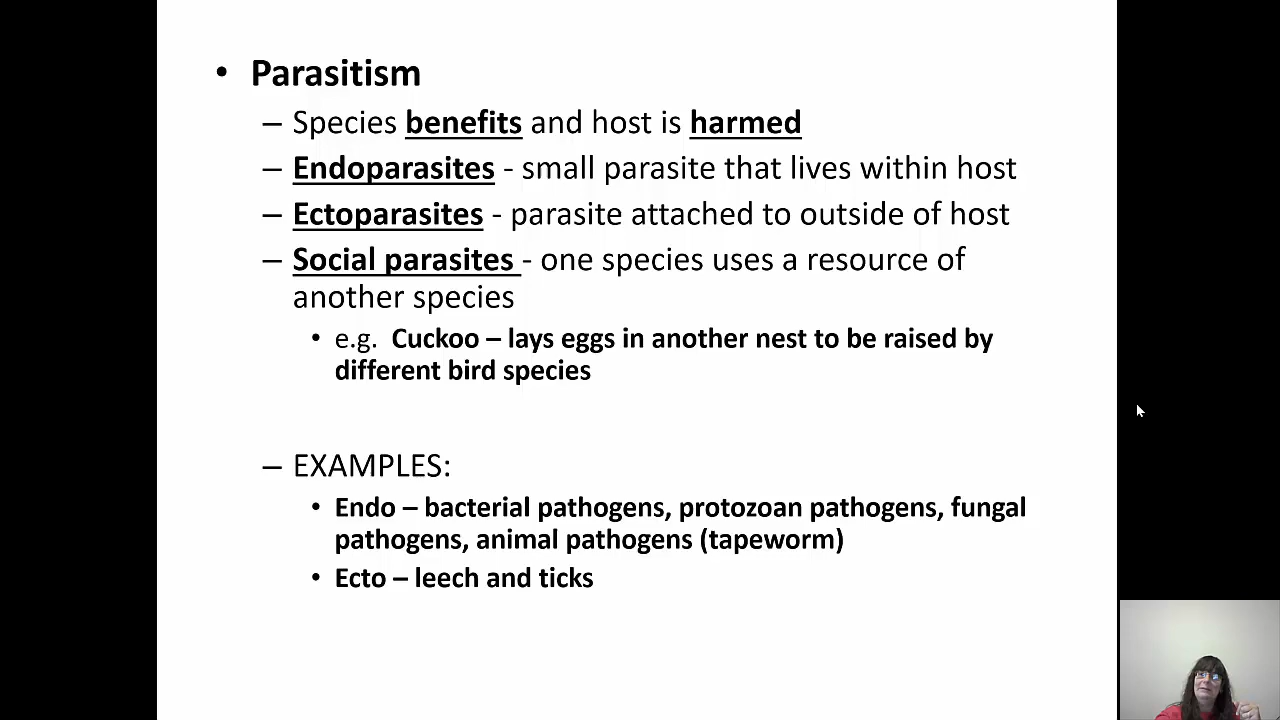 • Parasitism
– Species benefits and host is harmed
– Endoparasites - small parasite that lives within host
– Ectoparasites - parasite attached to outside of host
– Social parasites - one species uses a resource of
another species
• e.g. Cuckoo – lays eggs in another nest to be raised by
different bird species
– EXAMPLES:
• Endo – bacterial pathogens, protozoan pathogens, fungal
pathogens, animal pathogens (tapeworm)
• Ecto – leech and ticks